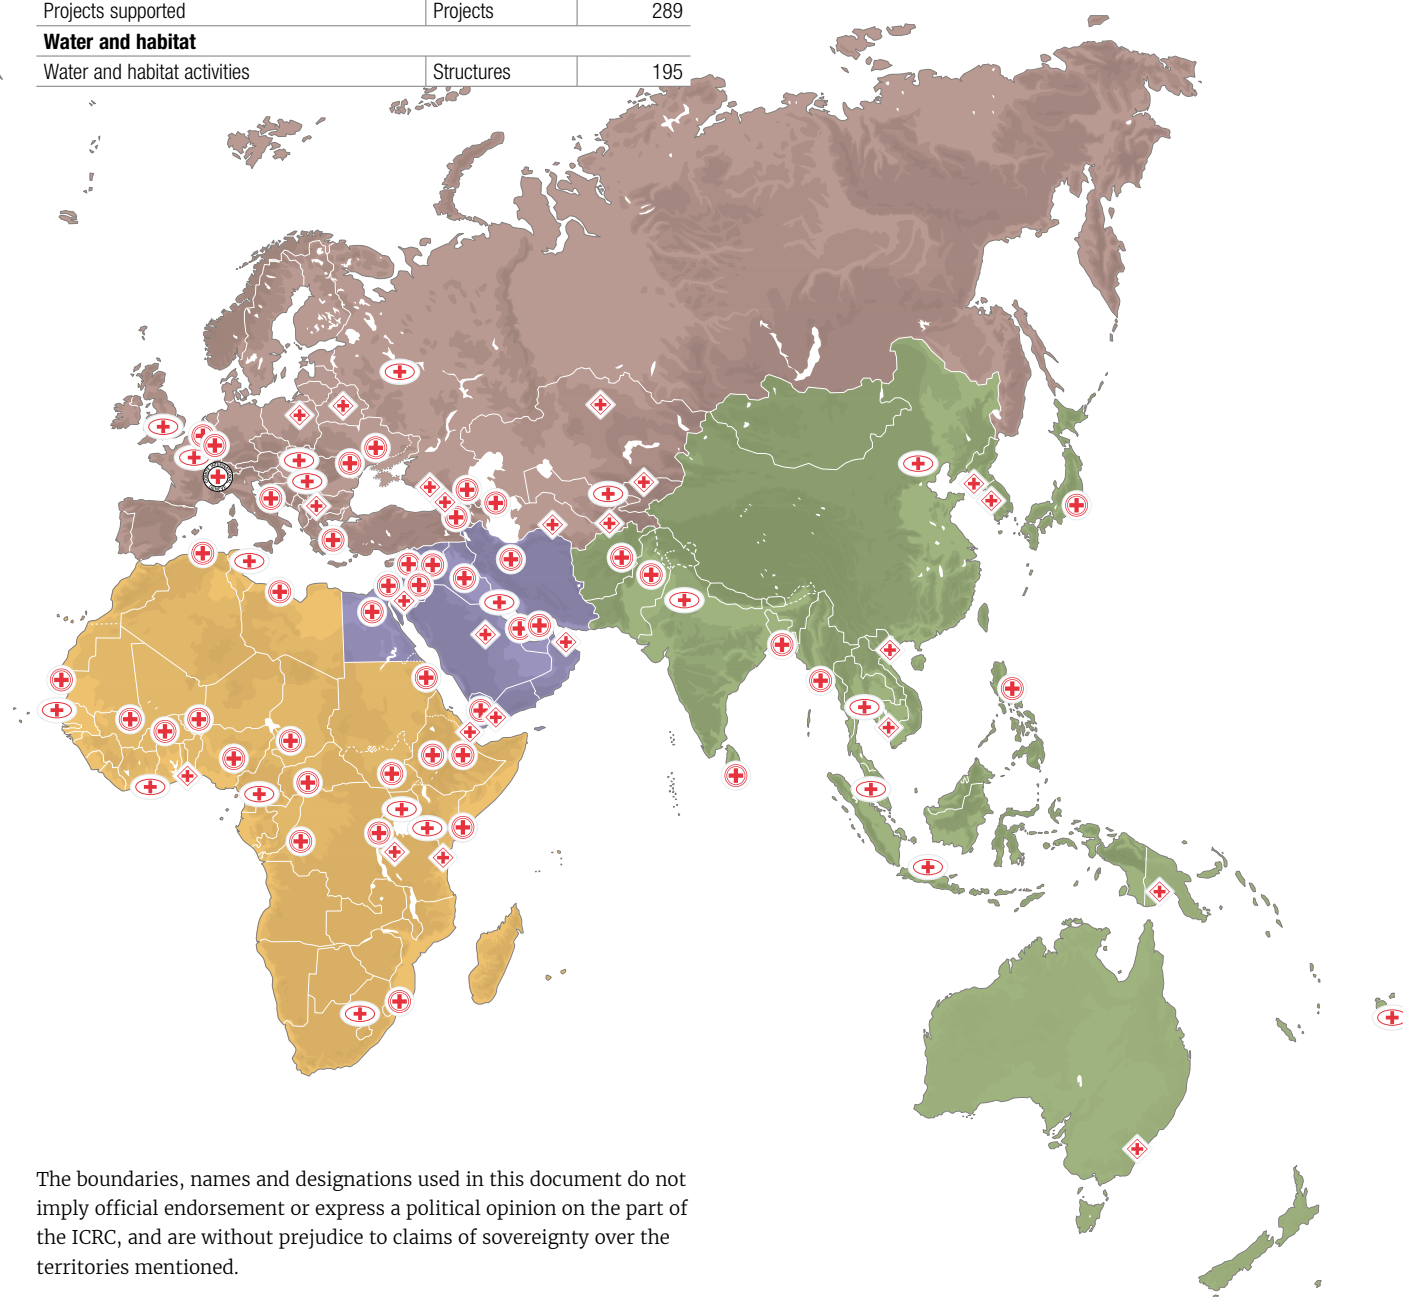 Projects supported Projects 289
Water and habitat
Water and habitat activities Structures 195
The boundaries, names and designations used in this document do not
imply official endorsement or express a political opinion on the part of
the ICRC, and are without prejudice to claims of sovereignty over the
territories mentioned.